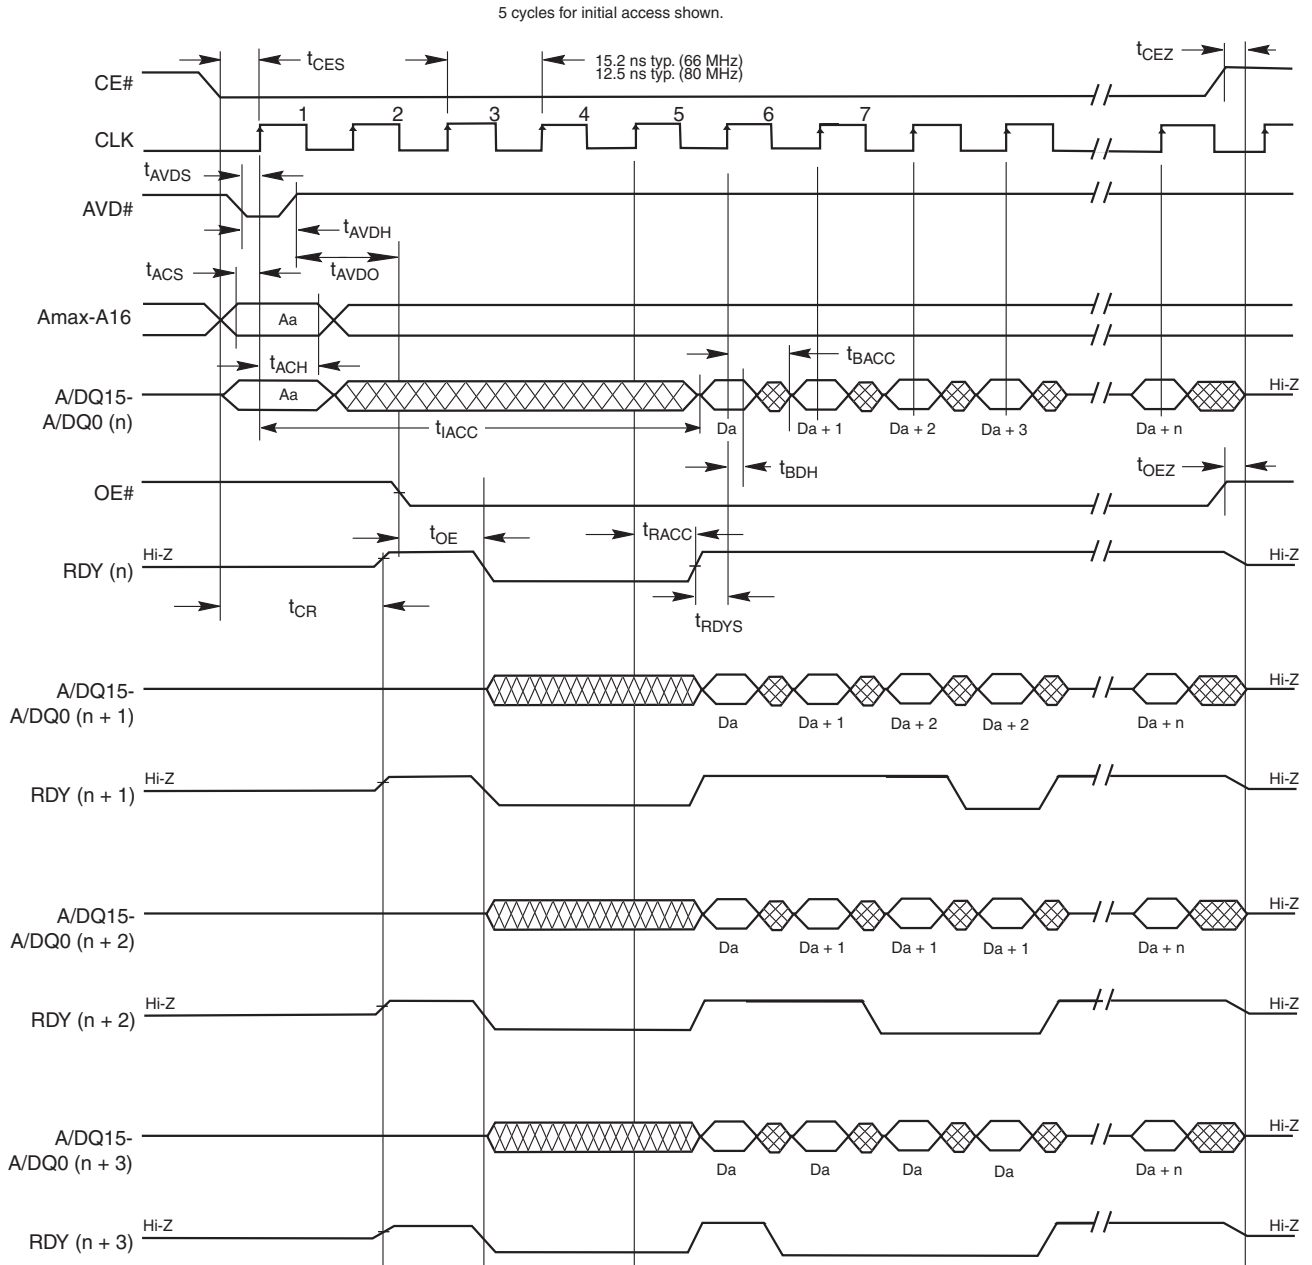 5 cycles for initial access shown.
tCES
15.2 ns typ. (66 MHz)
12.5 ns typ. (80 MHz)
tCEZ
CE#
1 2 3 4 5 6 7
CLK
tAVDS
AVD#
tAVDH
tAVDO
tACS
Amax-A16
Aa
tACH
tBACC
A/DQ15-
A/DQ0 (n)
Aa
Hi-Z
tIACC
Da
Da + 1
Da + 2
Da + 3
Da + n
tBDH
tOEZ
OE#
tOE
tRACC
RDY (n)
Hi-Z
Hi-Z
tCR
tRDYS
A/DQ15-
A/DQ0 (n + 1)
Hi-Z
Da
Da + 1
Da + 2
Da + 2
Da + n
RDY (n + 1)
Hi-Z
Hi-Z
A/DQ15-
A/DQ0 (n + 2)
Hi-Z
Da
Da + 1
Da + 1
Da + 1
Da + n
RDY (n + 2)
Hi-Z
Hi-Z
A/DQ15-
A/DQ0 (n + 3)
Hi-Z
Da
Da
Da
Da
Da + n
RDY (n + 3)
Hi-Z
Hi-Z